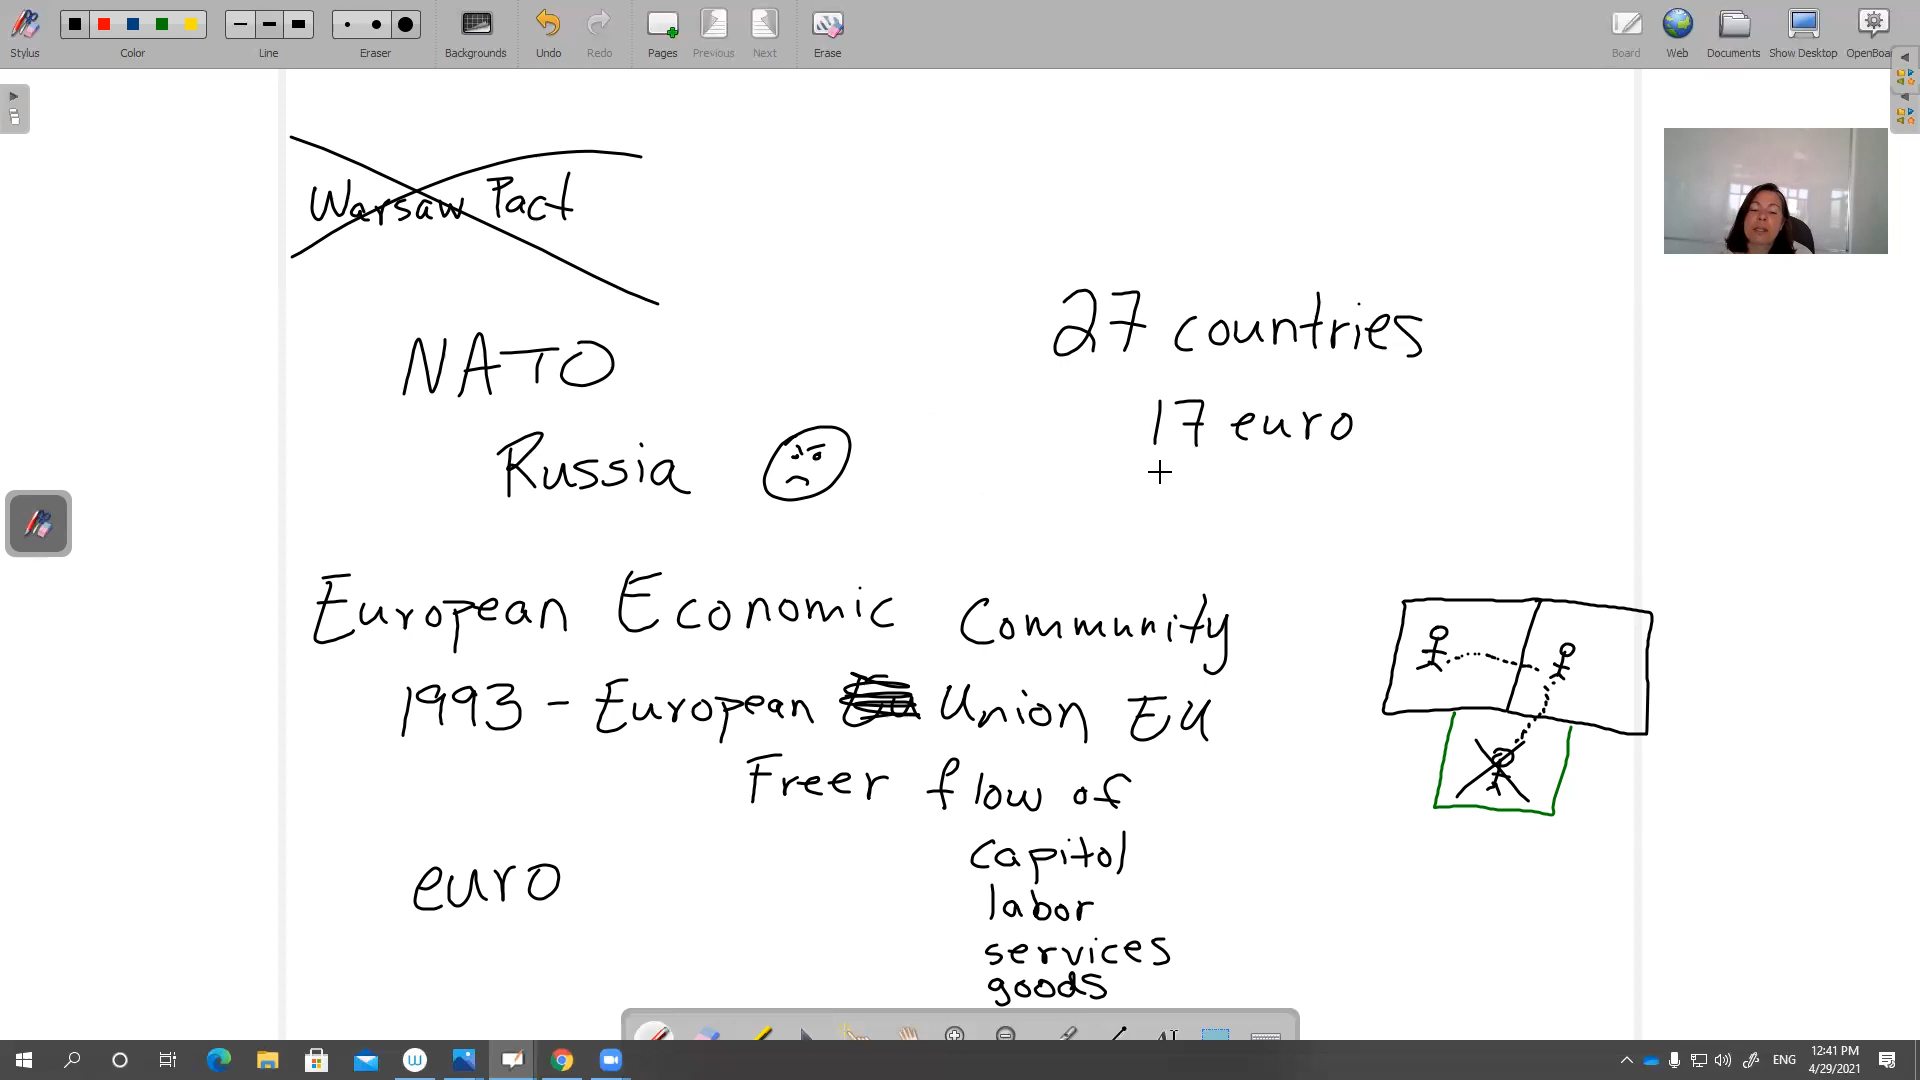 Stylus
Color
Line
Eraser
Backgrounds
Undo
Redo
Pages
Previous
Next
Erase
Board
Web
Documents
Show Desktop
OpenBoa
Warsaw Pact
NATO
Russia
27 countries
17 euro
European Economic Community
1993 - European Union EU
Freer flow of
capitol
labor
services
goods
euro
ENG
12:41 PM
4/29/2021